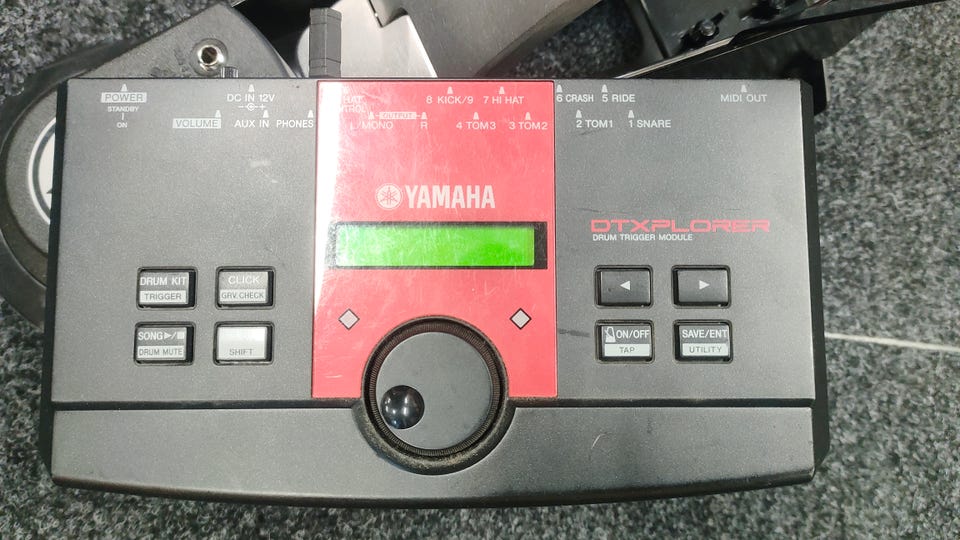 POWER
STANDBY
ON
VOLUME
DC IN 12V
AUX IN PHONES
HAT
L/MONO OUTPUT R
8 KICK/9 7 HI HAT
4 TOM3 3 TOM2
6 CRASH 5 RIDE
2 TOM1 1 SNARE
MIDI OUT
YAMAHA
DTXPLORER
DRUM TRIGGER MODULE
DRUM KIT
TRIGGER
CLICK
GRV.CHECK
SONG ▶/■
DRUM MUTE
SHIFT
◀
▶
ON/OFF
TAP
SAVE/ENT
UTILITY